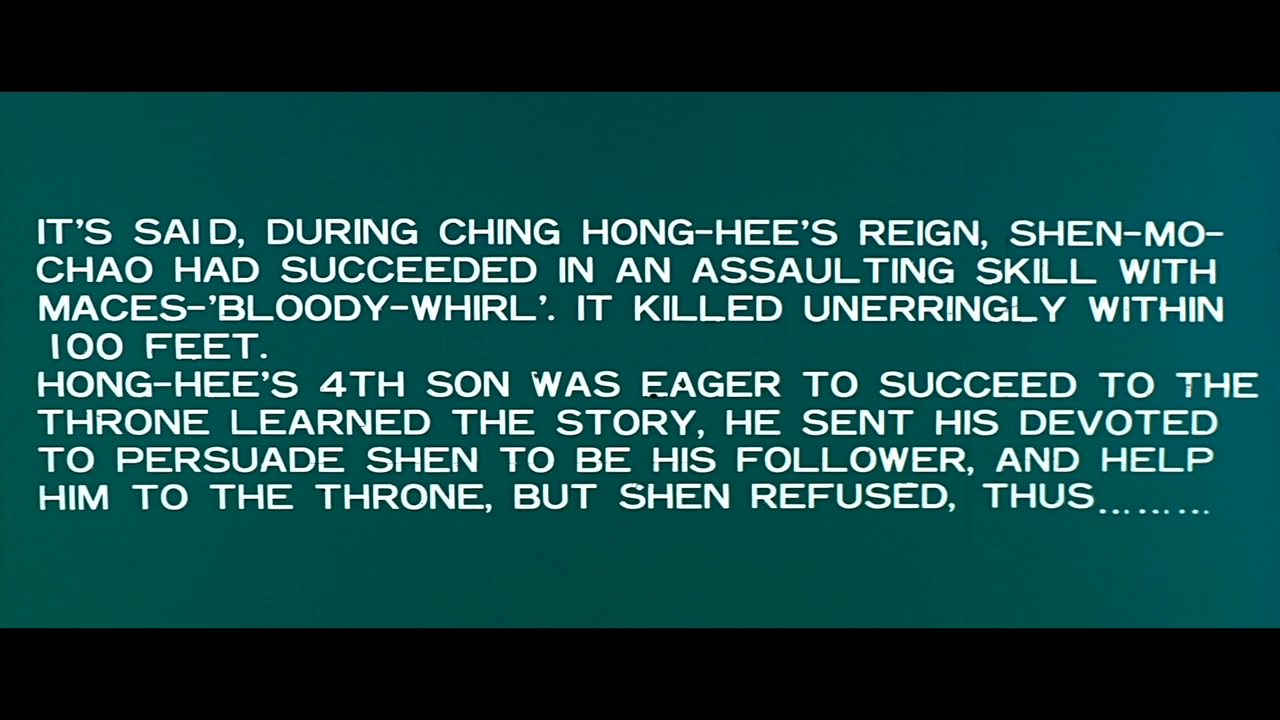 IT'S SAID, DURING CHING HONG-HEE'S REIGN, SHEN-MO-
CHAO HAD SUCCEEDED IN AN ASSAULTING SKILL WITH
MACES-'BLOODY-WHIRL'. IT KILLED UNERRINGLY WITHIN
100 FEET.
HONG-HEE'S 4TH SON WAS EAGER TO SUCCEED TO THE
THRONE LEARNED THE STORY, HE SENT HIS DEVOTED
TO PERSUADE SHEN TO BE HIS FOLLOWER, AND HELP
HIM TO THE THRONE, BUT SHEN REFUSED, THUS.........